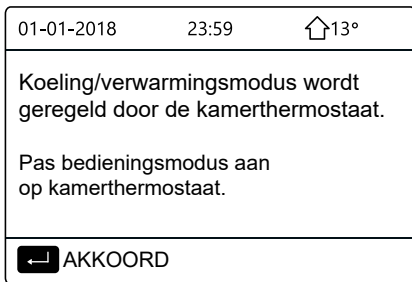 01-01-2018 23:59 13°
Koeling/verwarmingsmodus wordt
geregeld door de kamerthermostaat.
Pas bedieningsmodus aan
op kamerthermostaat.
AKKOORD